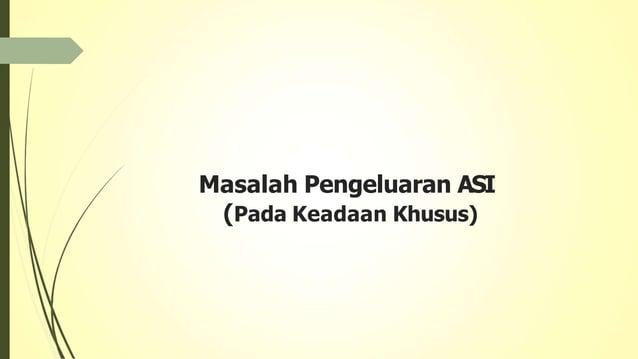 Masalah Pengeluaran ASI
(Pada Keadaan Khusus)